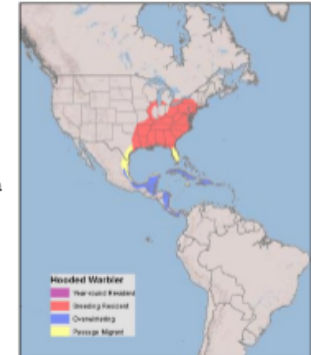 Hooded Warbler
Year-round Resident
Breeding Resident
Overwintering
Passage Migrant